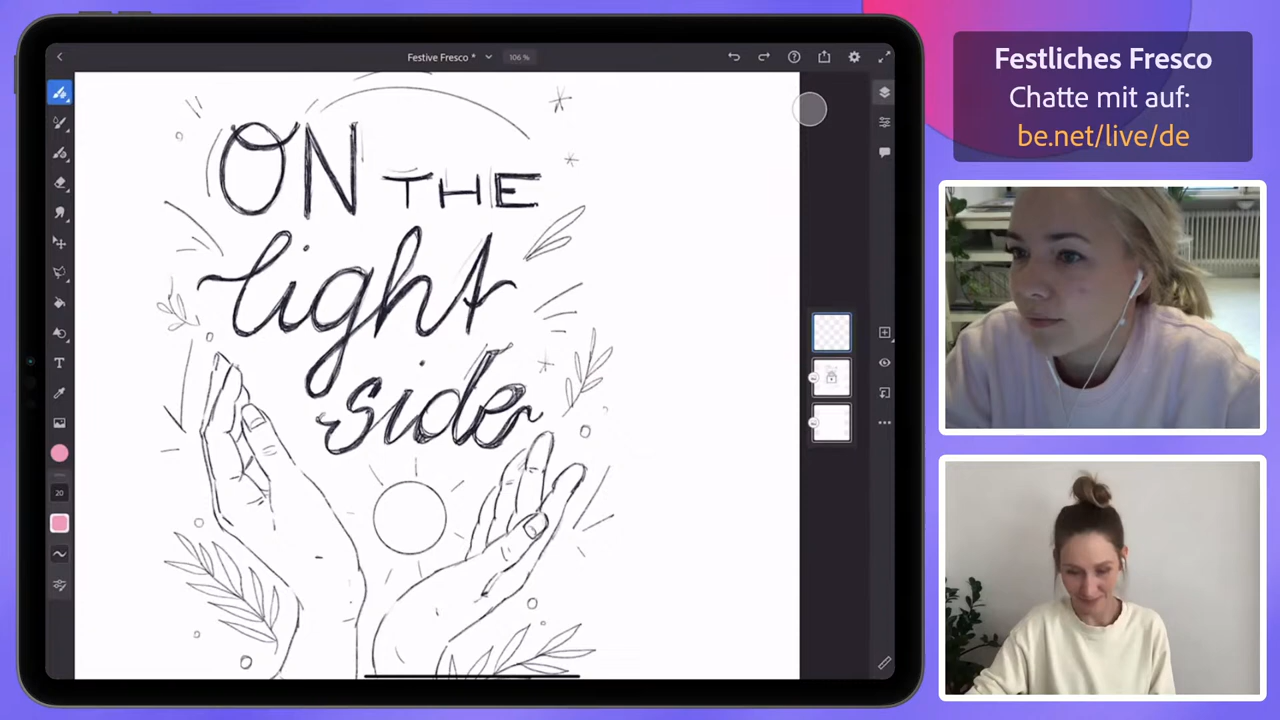 Festive Fresco *
106 %
ON THE
light
side
T
20
Festliches Fresco
Chatte mit auf:
be.net/live/de